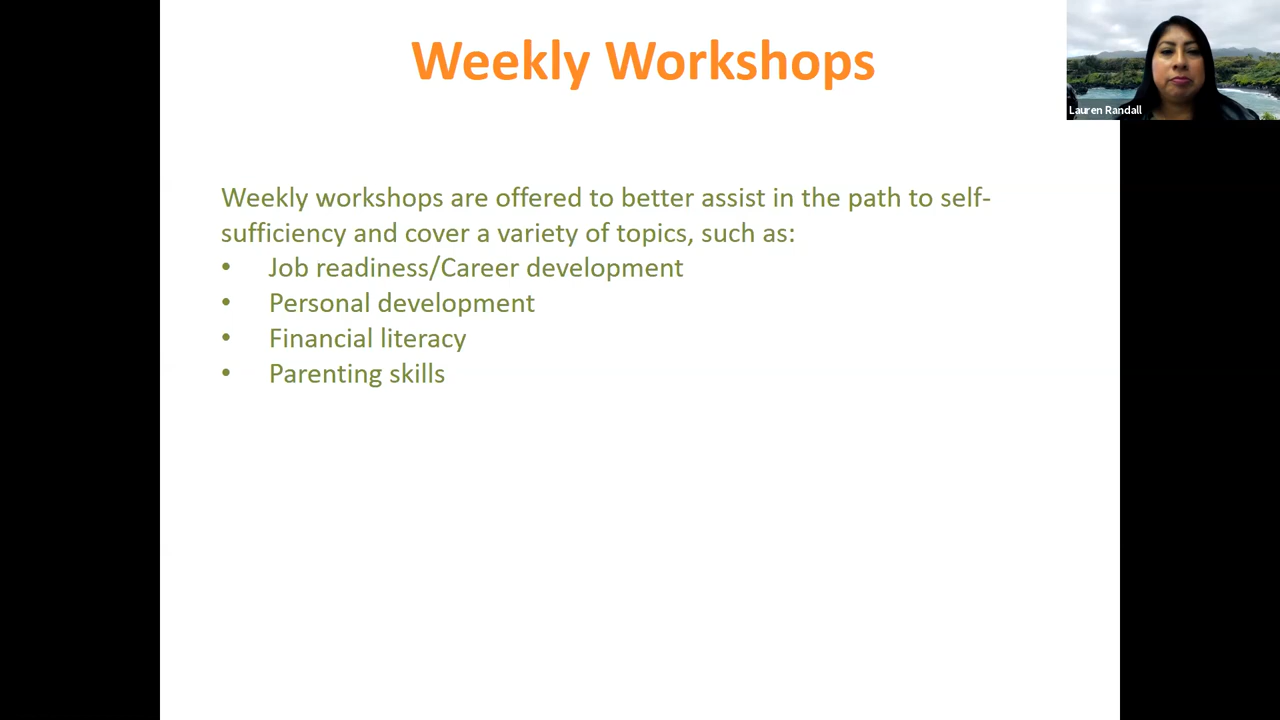 Weekly Workshops
Lauren Randall
Weekly workshops are offered to better assist in the path to self-
sufficiency and cover a variety of topics, such as:
• Job readiness/Career development
• Personal development
• Financial literacy
• Parenting skills